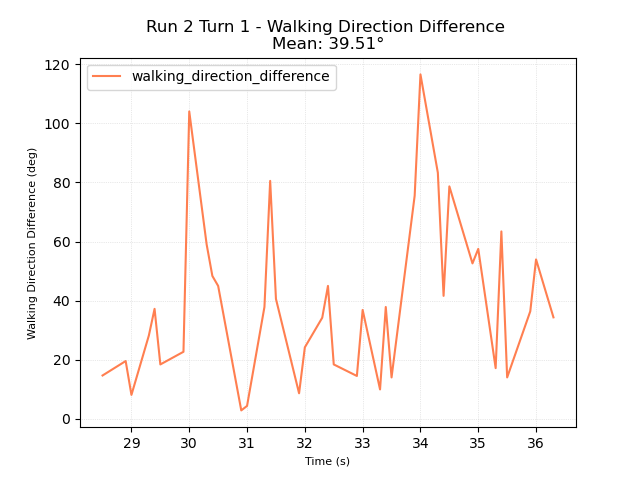 Run 2 Turn 1 - Walking Direction Difference
Mean: 39.51°
walking_direction_difference
Walking Direction Difference (deg)
120
100
80
60
40
20
0
29 30 31 32 33 34 35 36
Time (s)